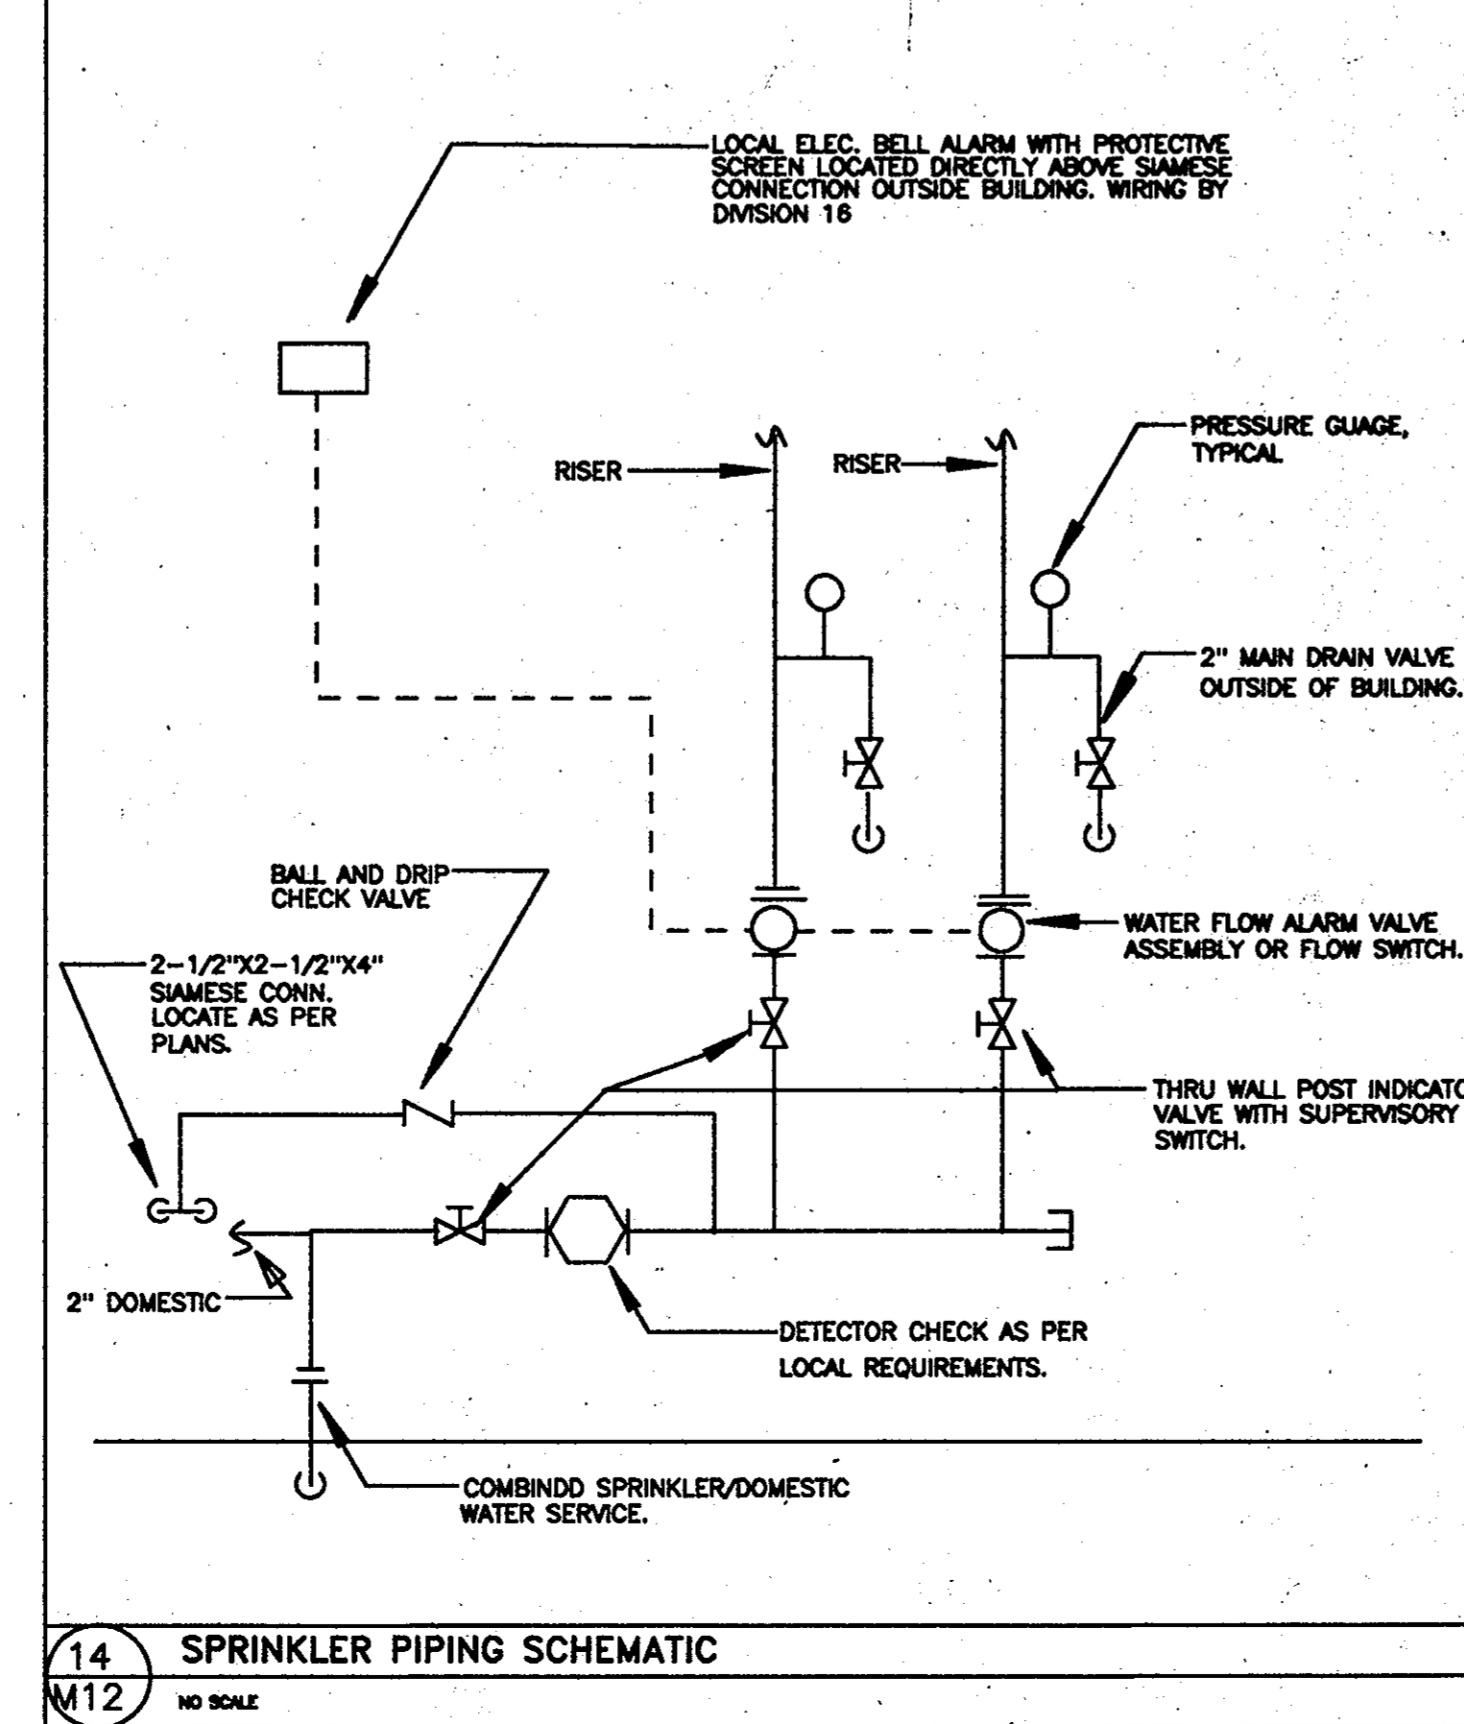 LOCAL ELEC. BELL ALARM WITH PROTECTIVE
SCREEN LOCATED DIRECTLY ABOVE SIAMESE
CONNECTION OUTSIDE BUILDING. WIRING BY
DIVISION 16
RISER
RISER
PRESSURE GUAGE,
TYPICAL
2" MAIN DRAIN VALVE
OUTSIDE OF BUILDING.
BALL AND DRIP
CHECK VALVE
WATER FLOW ALARM VALVE
ASSEMBLY OR FLOW SWITCH.
2-1/2"X2-1/2"X4"
SIAMESE CONN.
LOCATE AS PER
PLANS.
THRU WALL POST INDICATO
VALVE WITH SUPERVISORY
SWITCH.
2" DOMESTIC
DETECTOR CHECK AS PER
LOCAL REQUIREMENTS.
COMBINDD SPRINKLER/DOMESTIC
WATER SERVICE.
14
M12
SPRINKLER PIPING SCHEMATIC
NO SCALE